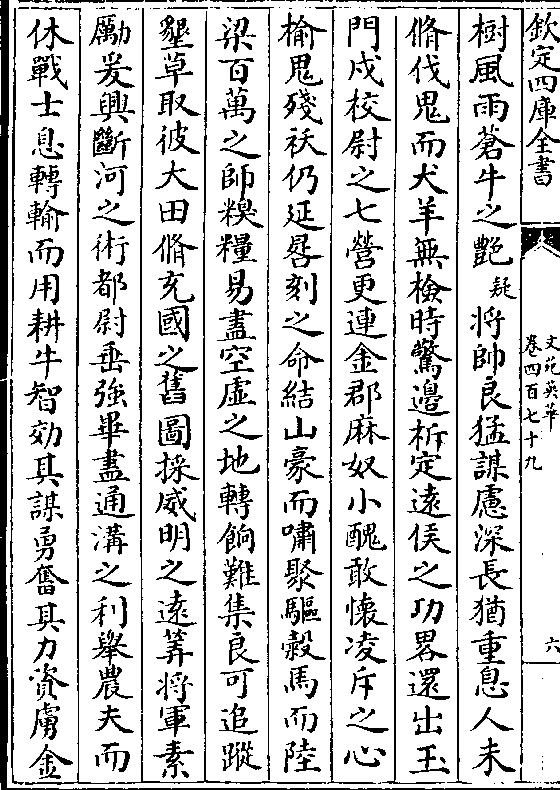 欽定四庫全書
文苑英華
卷四百七十九
六
樹風雨蒼牛之艷疑將帥良猛謀慮深長猶重息人未
脩伐鬼而犬羊無檢時驚邊柝定遠侯之功畧還出玉
門戍校尉之七營更連金郡麻奴小醜敢懷凌斥之心
榆鬼殘祅仍延晷刻之命結山豪而嘯聚驅穀馬而陸
梁百萬之師糗糧易盡空虛之地轉餉難集良可追蹤
墾草取彼大田脩充國之舊圖採威明之遠筭將軍素
勵爰興斷河之術都尉垂強畢盡通溝之利舉農夫而
休戰士息轉輸而用耕牛智効其謀勇奮其力資虜金